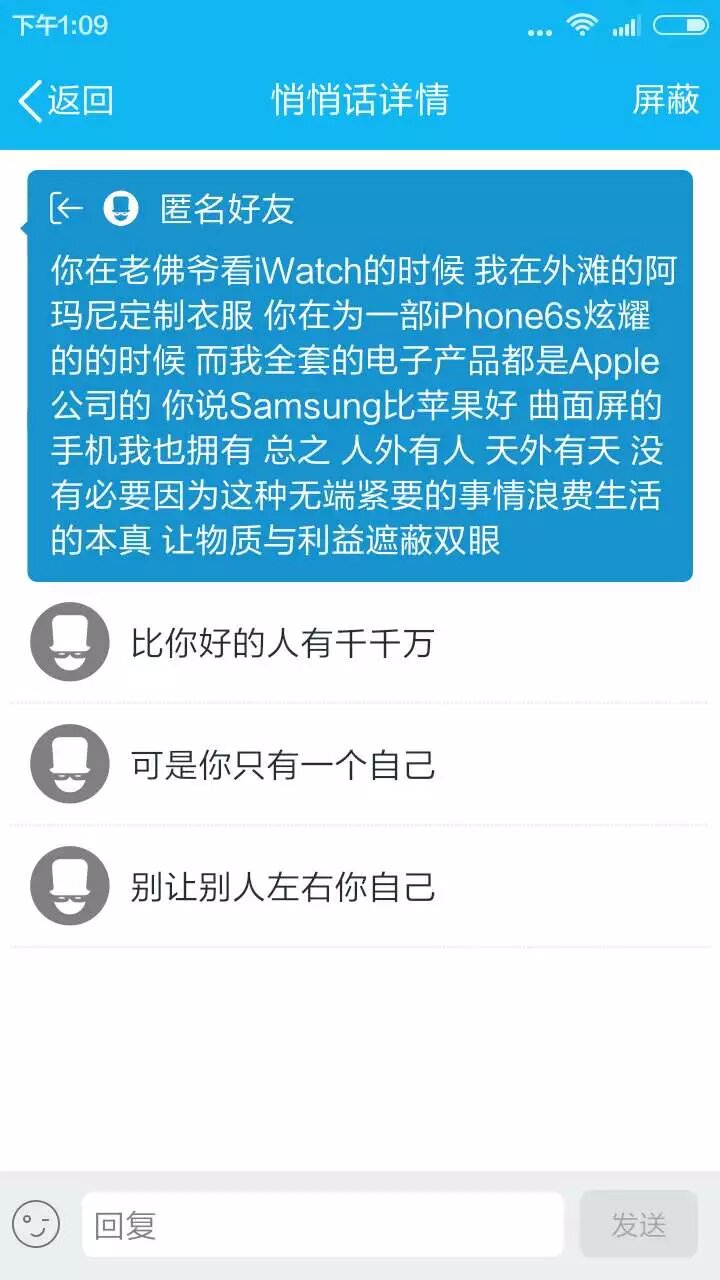 下午1:09
返回 悄悄话详情 屏蔽
匿名好友
你在老佛爷看iWatch的时候 我在外滩的阿
玛尼定制衣服 你在为一部iPhone6s炫耀
的的时候 而我全套的电子产品都是Apple
公司的 你说Samsung比苹果好 曲面屏的
手机我也拥有 总之 人外有人 天外有天 没
有必要因为这种无端紧要的事情浪费生活
的本真 让物质与利益遮蔽双眼
比你好的人有千千万
可是你只有一个自己
别让别人左右你自己
回复 发送